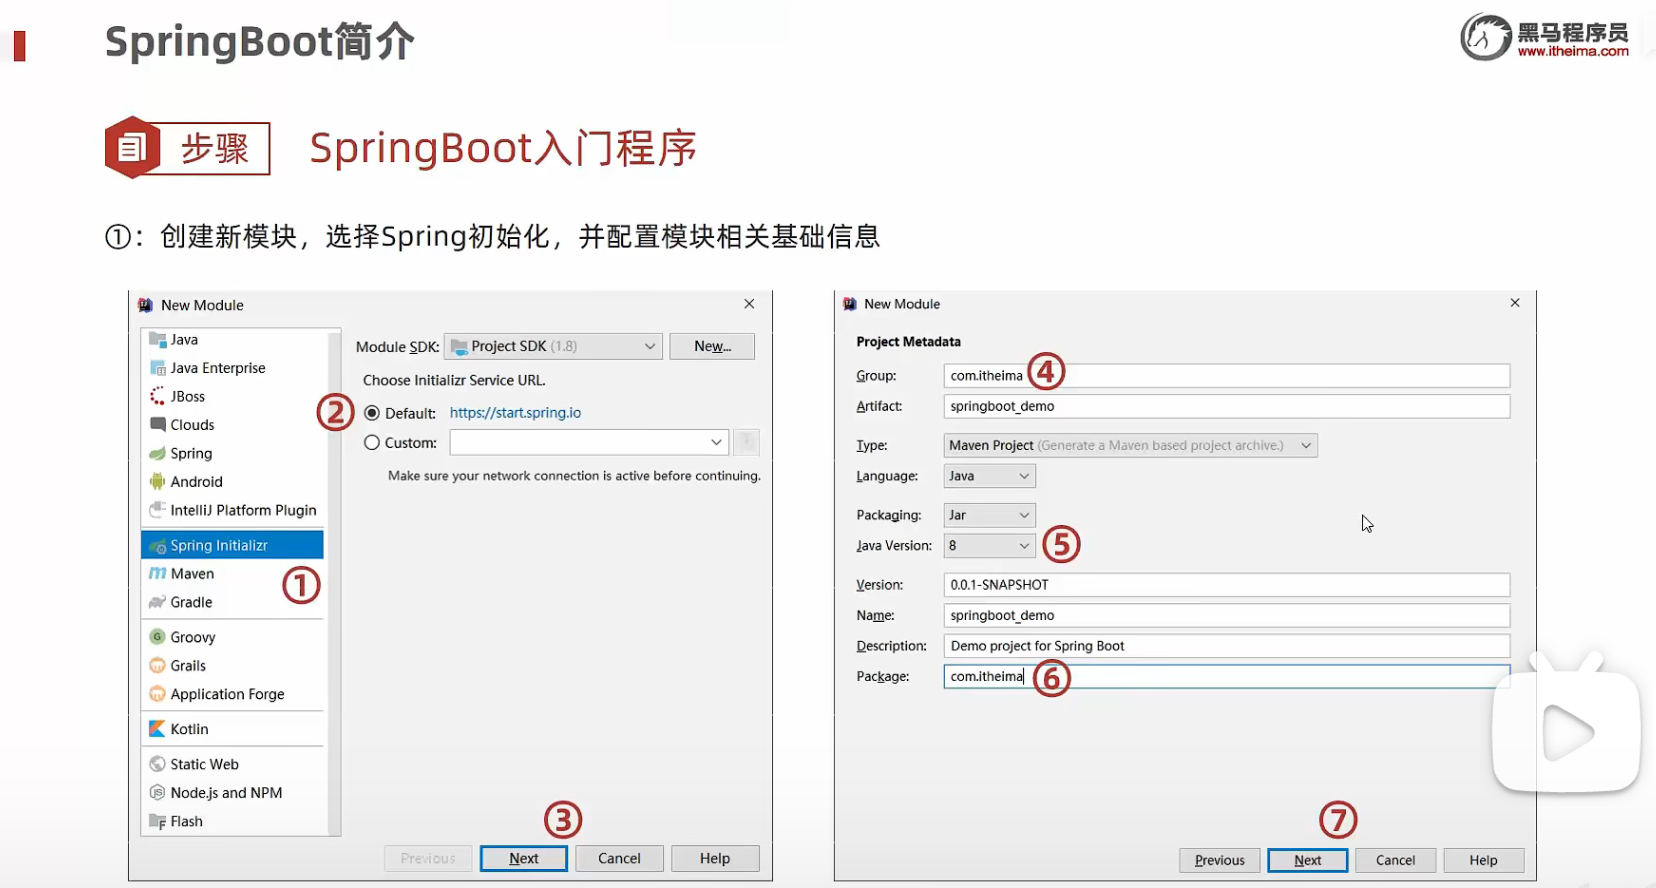 SpringBoot简介
黑马程序员
www.itheima.com
步骤
SpringBoot入门程序
①：创建新模块，选择Spring初始化，并配置模块相关基础信息
New Module
Java
Java Enterprise
JBoss
Clouds
Spring
Android
IntelliJ Platform Plugin
Spring Initializr
①
Maven
Gradle
Groovy
Grails
Application Forge
Kotlin
Static Web
Node.js and NPM
Flash
Module SDK: Project SDK (1.8) New...
Choose Initializr Service URL.
② Default: https://start.spring.io
Custom:
Make sure your network connection is active before continuing.
③
Previous Next Cancel Help
New Module
Project Metadata
Group: com.itheima ④
Artifact: springboot_demo
Type: Maven Project (Generate a Maven based project archive.)
Language: Java
Packaging: Jar
Java Version: 8 ⑤
Version: 0.0.1-SNAPSHOT
Name: springboot_demo
Description: Demo project for Spring Boot
Package: com.itheima ⑥
⑦
Previous Next Cancel Help